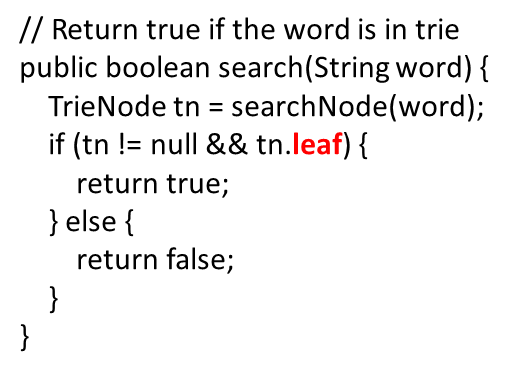 // Return true if the word is in trie
public boolean search(String word) {
TrieNode tn = searchNode(word);
if (tn != null && tn.leaf) {
return true;
} else {
return false;
}
}